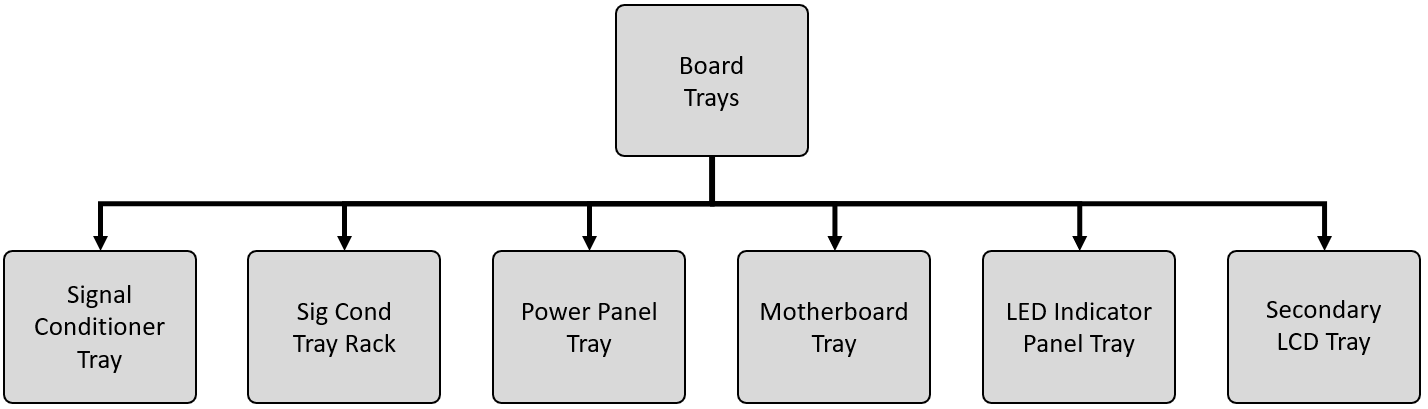 Board
Trays
Signal
Conditioner
Tray
Sig Cond
Tray Rack
Power Panel
Tray
Motherboard
Tray
LED Indicator
Panel Tray
Secondary
LCD Tray